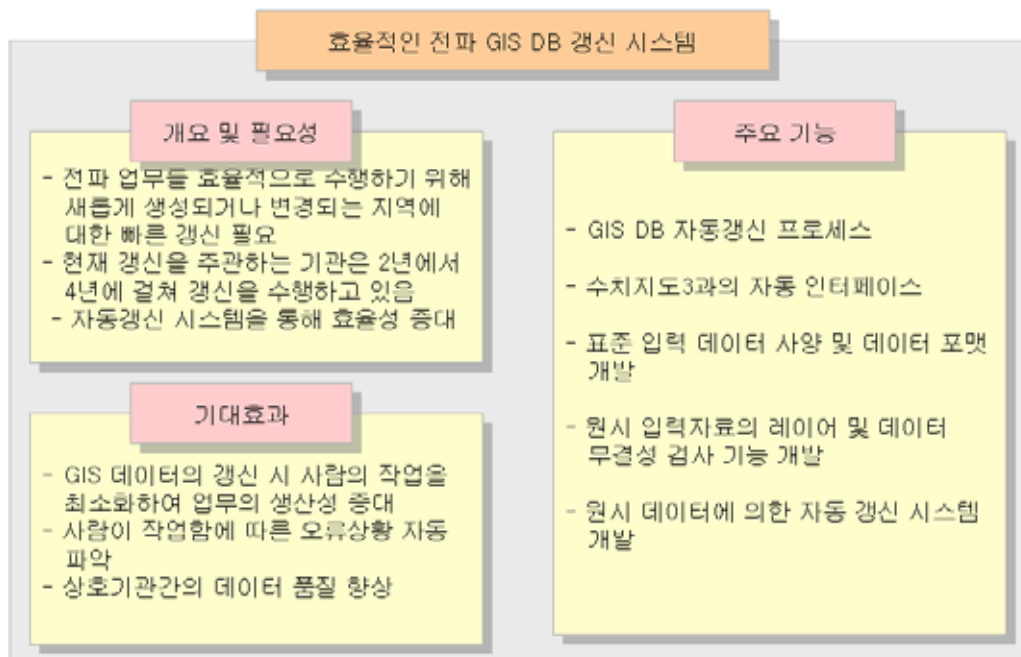 효율적인 전파 GIS DB 갱신 시스템
개요 및 필요성
- 전파 업무들 효율적으로 수행하기 위해
새롭게 생성되거나 변경되는 지역에
대한 빠른 갱신 필요
- 현재 갱신을 주관하는 기관은 2년에서
4년에 걸쳐 갱신을 수행하고 있음
- 자동갱신 시스템을 통해 효율성 증대
기대효과
- GIS 데이터의 갱신 시 사람의 작업을
최소화하여 업무의 생산성 증대
- 사람이 작업함에 따른 오류상황 자동
파악
- 상호기관간의 데이터 품질 향상
주요 기능
- GIS DB 자동갱신 프로세스
- 수치지도3과의 자동 인터페이스
- 표준 입력 데이터 사양 및 데이터 포맷
개발
- 원시 입력자료의 레이어 및 데이터
무결성 검사 기능 개발
- 원시 데이터에 의한 자동 갱신 시스템
개발